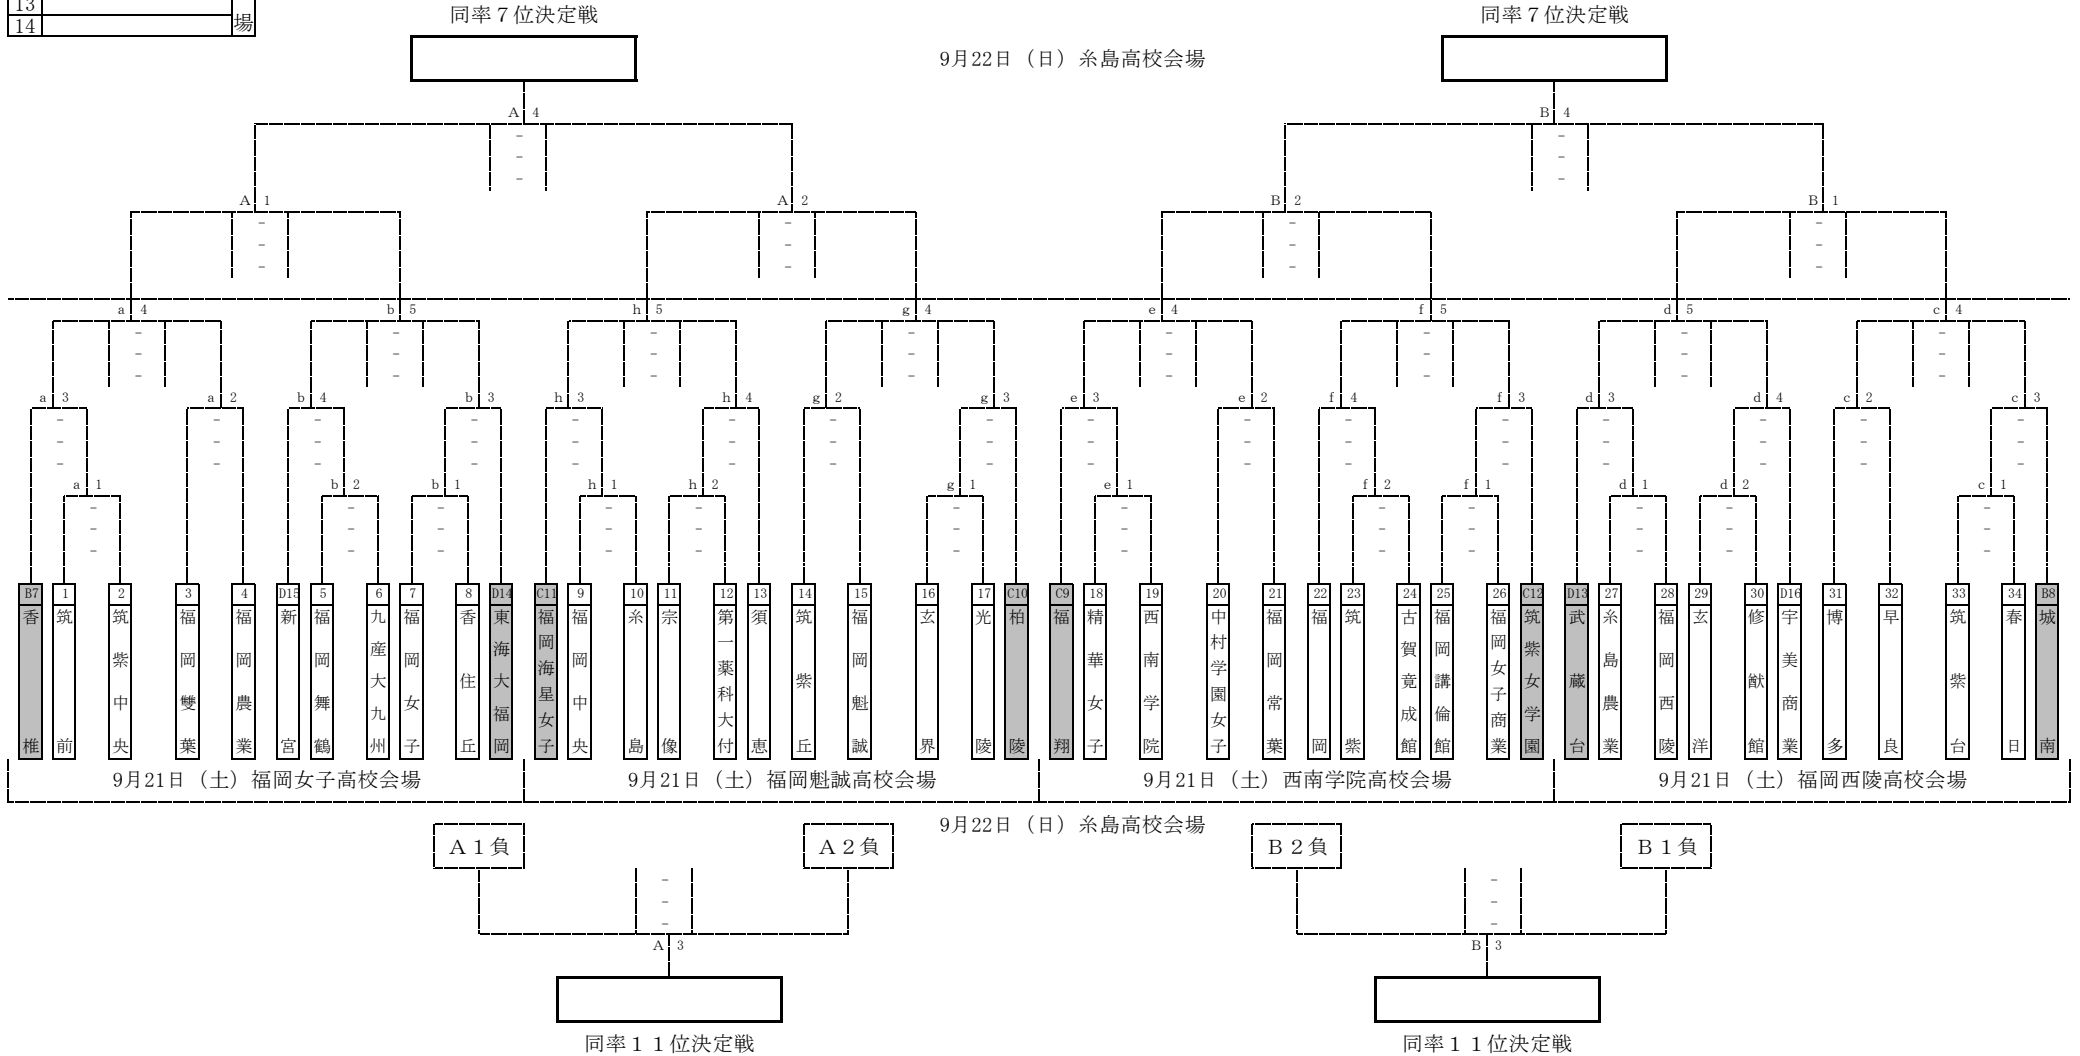 13
14
場
同率７位決定戦
同率７位決定戦
9月22日（日）糸島高校会場
A 4
B 4
A 1
A 2
B 2
B 1
a 4
b 5
h 5
g 4
e 4
f 5
d 5
c 4
a 3
a 2
b 4
b 3
h 3
h 4
g 2
g 3
e 3
e 2
f 4
f 3
d 3
d 4
c 2
c 3
a 1
b 2
b 1
h 1
h 2
g 1
e 1
f 2
f 1
d 1
d 2
c 1
B7 香椎
1 筑前
2 筑紫中央
3 福岡雙葉
4 福岡農業
D15 新宮
5 福岡舞鶴
6 九産大九州
7 福岡女子
8 香住丘
D14 東海大福岡
C11 福岡海星女子
9 福岡中央
10 糸島
11 宗像
12 第一薬科大付
13 須恵
14 筑紫丘
15 福岡魁誠
16 玄界
17 光陵
C10 柏陵
C9 福翔
18 精華女子
19 西南学院
20 中村学園女子
21 福岡常葉
22 福岡
23 筑紫
24 古賀竟成館
25 福岡講倫館
26 福岡女子商業
C12 筑紫女学園
D13 武蔵台
27 糸島農業
28 福岡西陵
29 玄洋
30 修猷館
D16 宇美商業
31 博多
32 早良
33 筑紫台
34 春日
B8 城南
9月21日（土）福岡女子高校会場
9月21日（土）福岡魁誠高校会場
9月21日（土）西南学院高校会場
9月21日（土）福岡西陵高校会場
9月22日（日）糸島高校会場
A１負
A２負
B２負
B１負
A 3
B 3
同率１１位決定戦
同率１１位決定戦